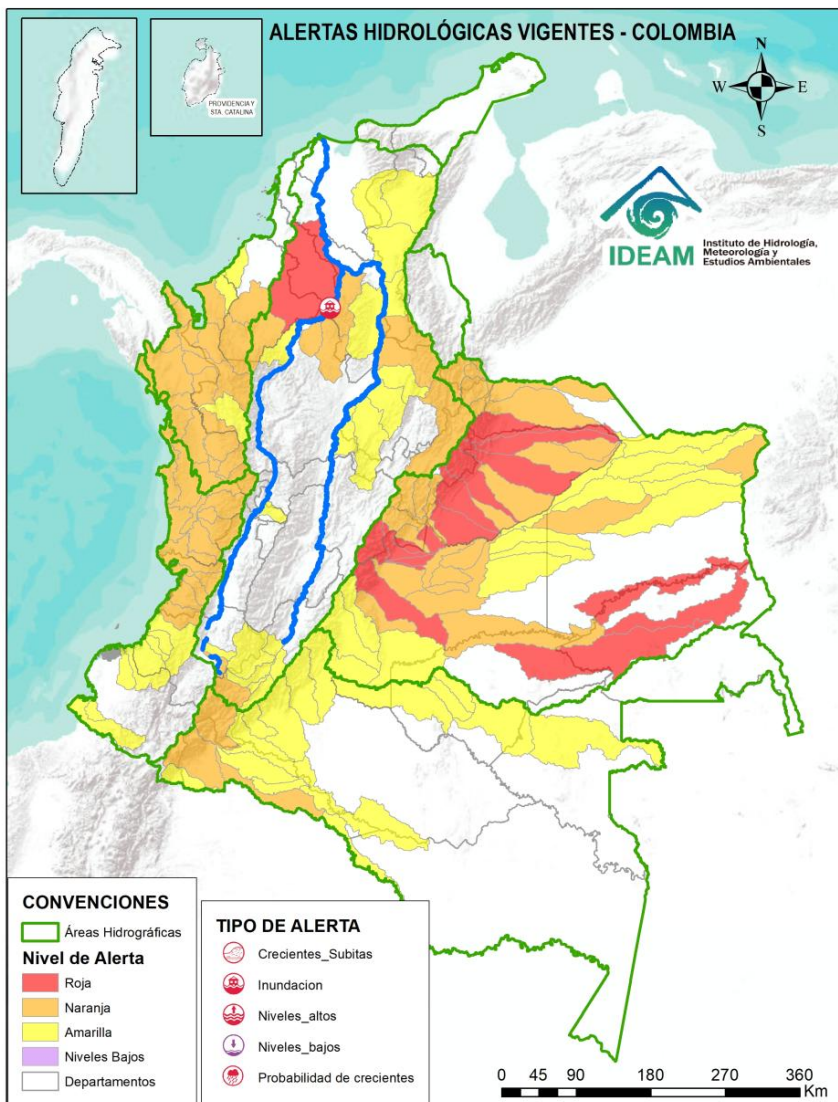 ALERTAS HIDROLÓGICAS VIGENTES - COLOMBIA
PROVIDENCIA Y
STA. CATALINA
N
W
E
S
IDEAM
Instituto de Hidrología,
Meteorología y
Estudios Ambientales
CONVENCIONES
Áreas Hidrográficas
Nivel de Alerta
Roja
Naranja
Amarilla
Niveles Bajos
Departamentos
TIPO DE ALERTA
Crecientes_Subitas
Inundacion
Niveles_altos
Niveles_bajos
Probabilidad de crecientes
0 45 90 180 270 360
Km